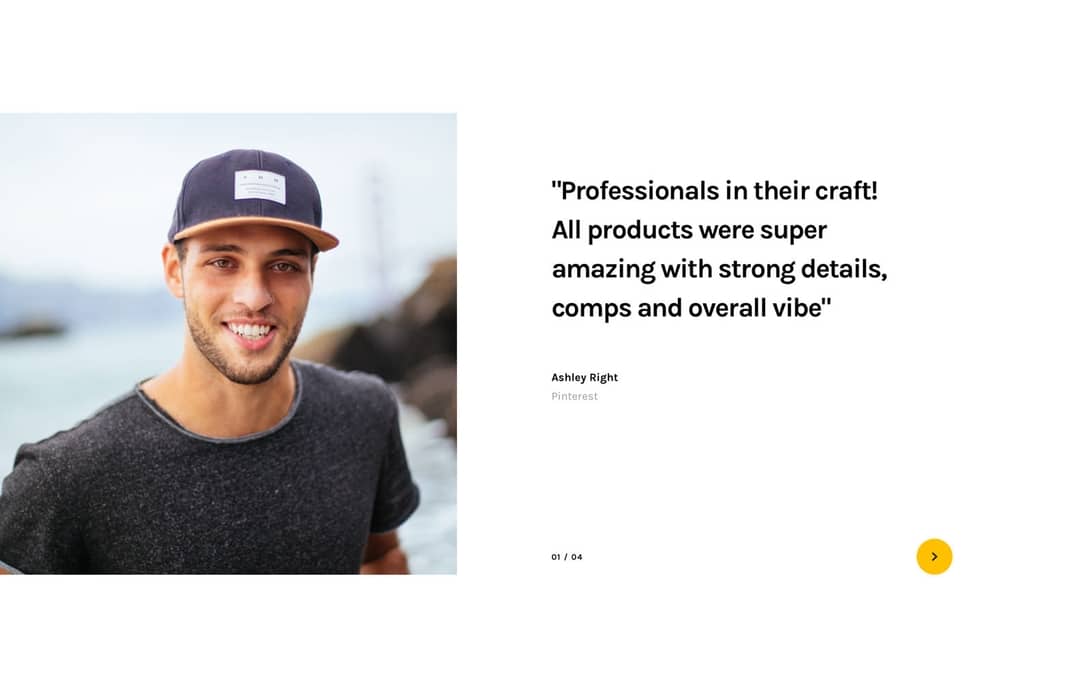 "Professionals in their craft!
All products were super
amazing with strong details,
comps and overall vibe"
Ashley Right
Pinterest
01 / 04